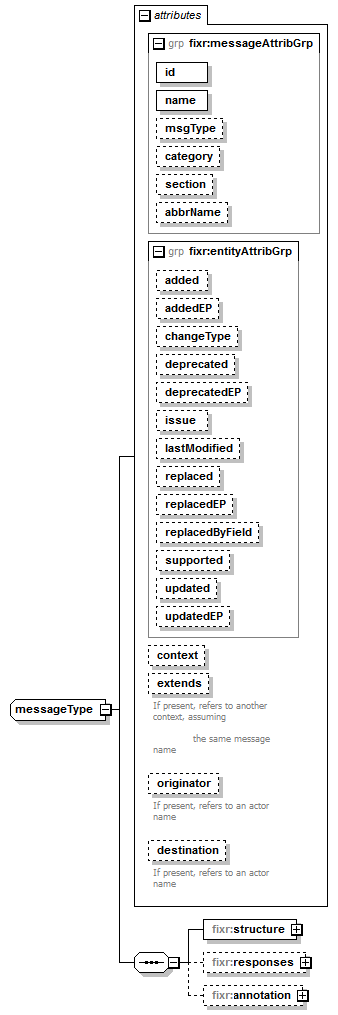 attributes
grp fixr:messageAttribGrp
id
name
msgType
category
section
abbrName
grp fixr:entityAttribGrp
added
addedEP
changeType
deprecated
deprecatedEP
issue
lastModified
replaced
replacedEP
replacedByField
supported
updated
updatedEP
context
extends
If present, refers to another
context, assuming
the same message
name
messageType
originator
If present, refers to an actor
name
destination
If present, refers to an actor
name
fixr:structure
fixr:responses
fixr:annotation